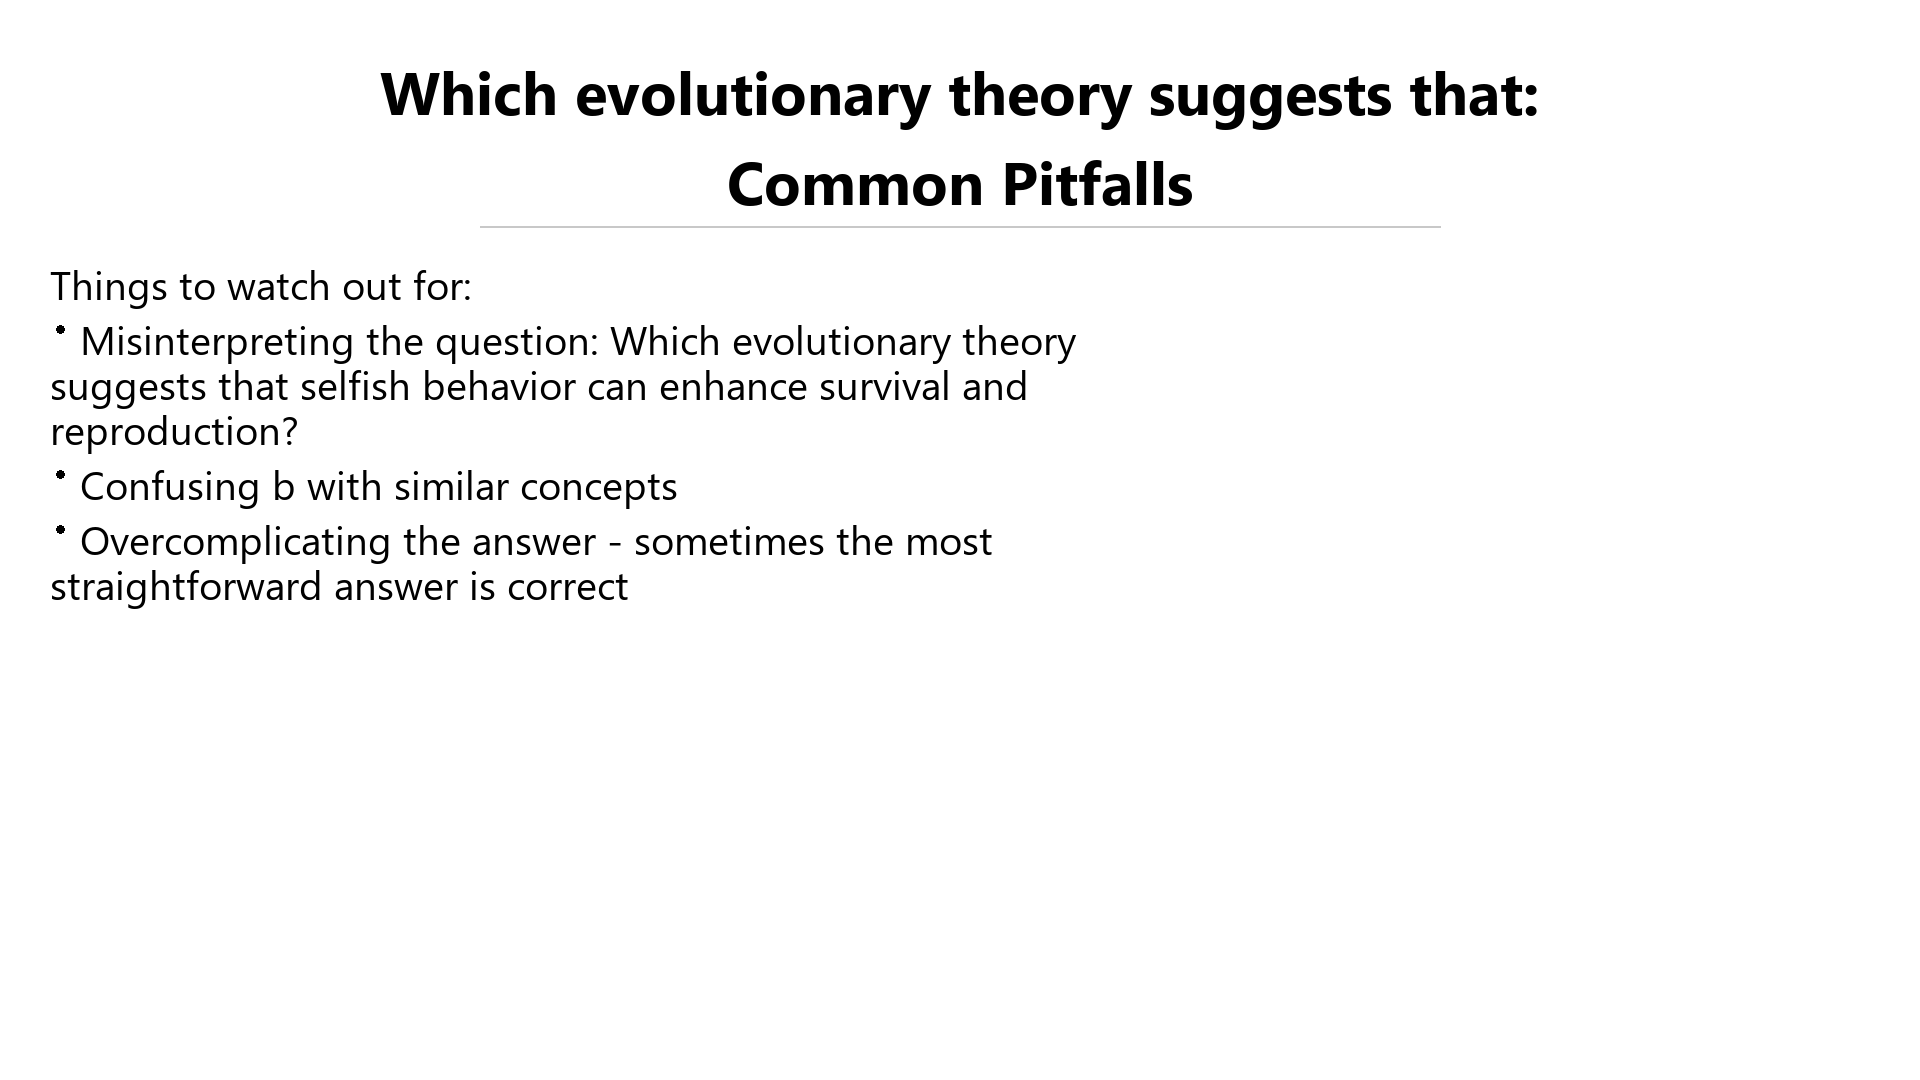 Which evolutionary theory suggests that:
Common Pitfalls
Things to watch out for:
• Misinterpreting the question: Which evolutionary theory
suggests that selfish behavior can enhance survival and
reproduction?
• Confusing b with similar concepts
• Overcomplicating the answer - sometimes the most
straightforward answer is correct